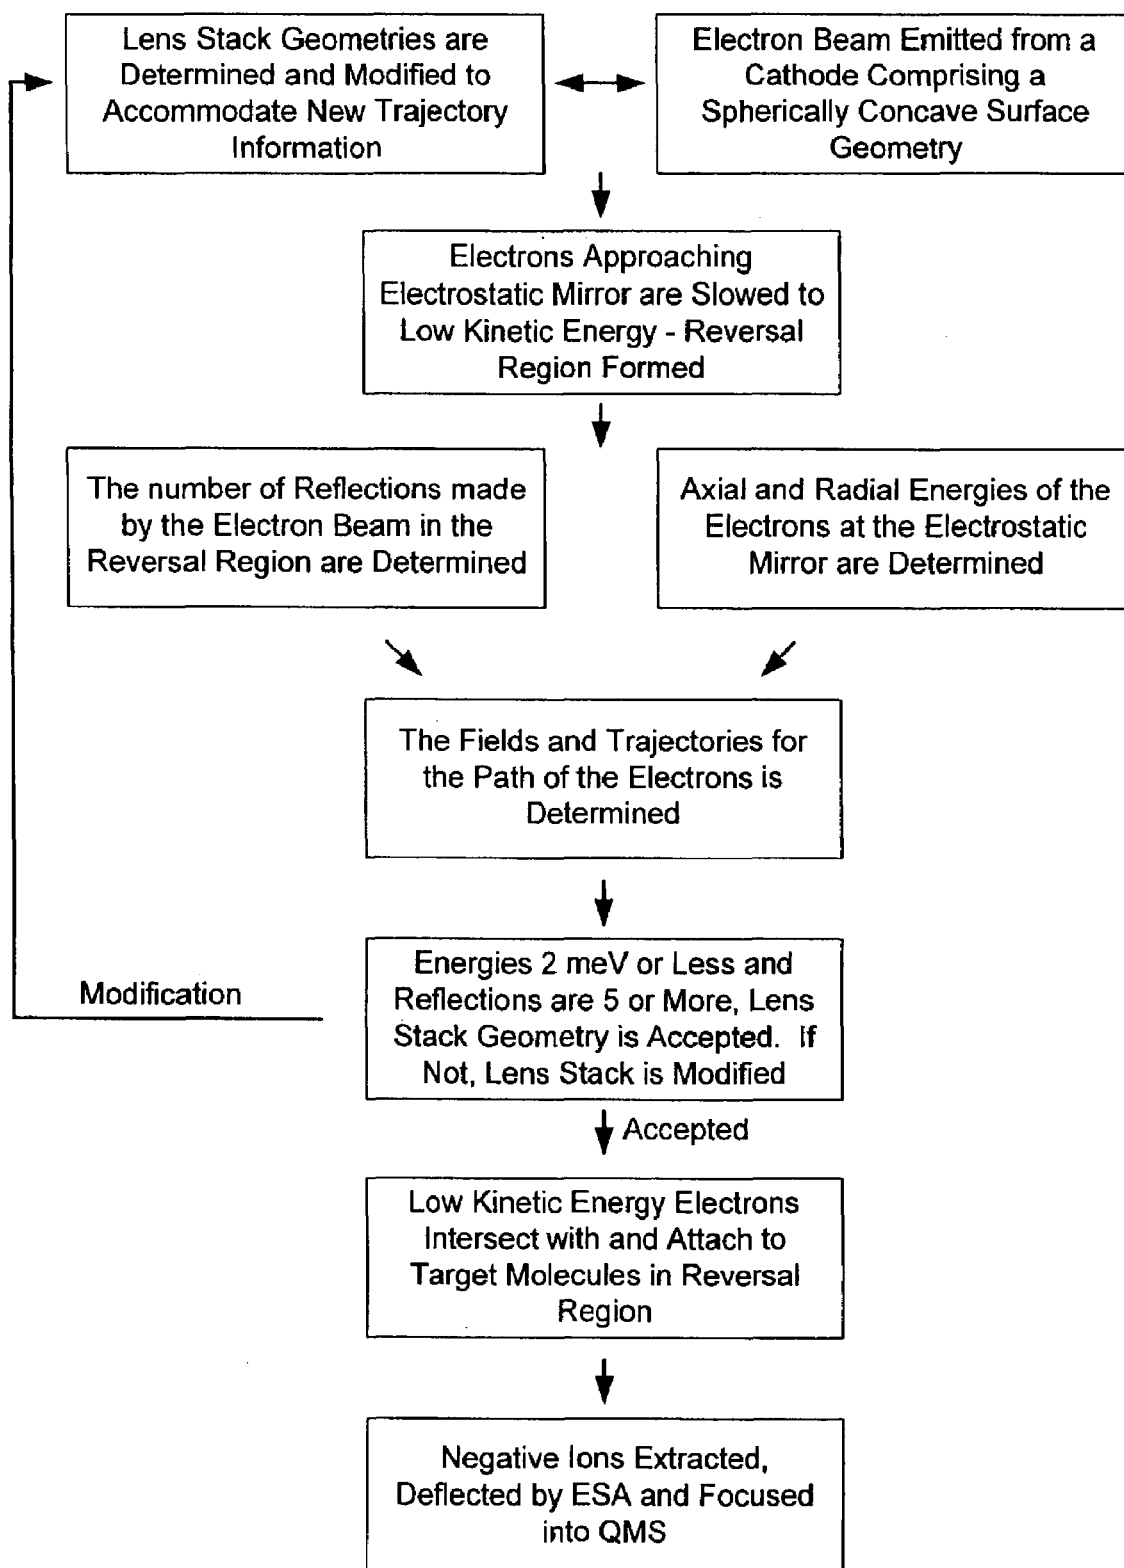 Lens Stack Geometries are
Determined and Modified to
Accommodate New Trajectory
Information
Electron Beam Emitted from a
Cathode Comprising a
Spherically Concave Surface
Geometry
Electrons Approaching
Electrostatic Mirror are Slowed to
Low Kinetic Energy - Reversal
Region Formed
The number of Reflections made
by the Electron Beam in the
Reversal Region are Determined
Axial and Radial Energies of the
Electrons at the Electrostatic
Mirror are Determined
The Fields and Trajectories for
the Path of the Electrons is
Determined
Energies 2 meV or Less and
Reflections are 5 or More, Lens
Stack Geometry is Accepted. If
Not, Lens Stack is Modified
Modification
Accepted
Low Kinetic Energy Electrons
Intersect with and Attach to
Target Molecules in Reversal
Region
Negative Ions Extracted,
Deflected by ESA and Focused
into QMS